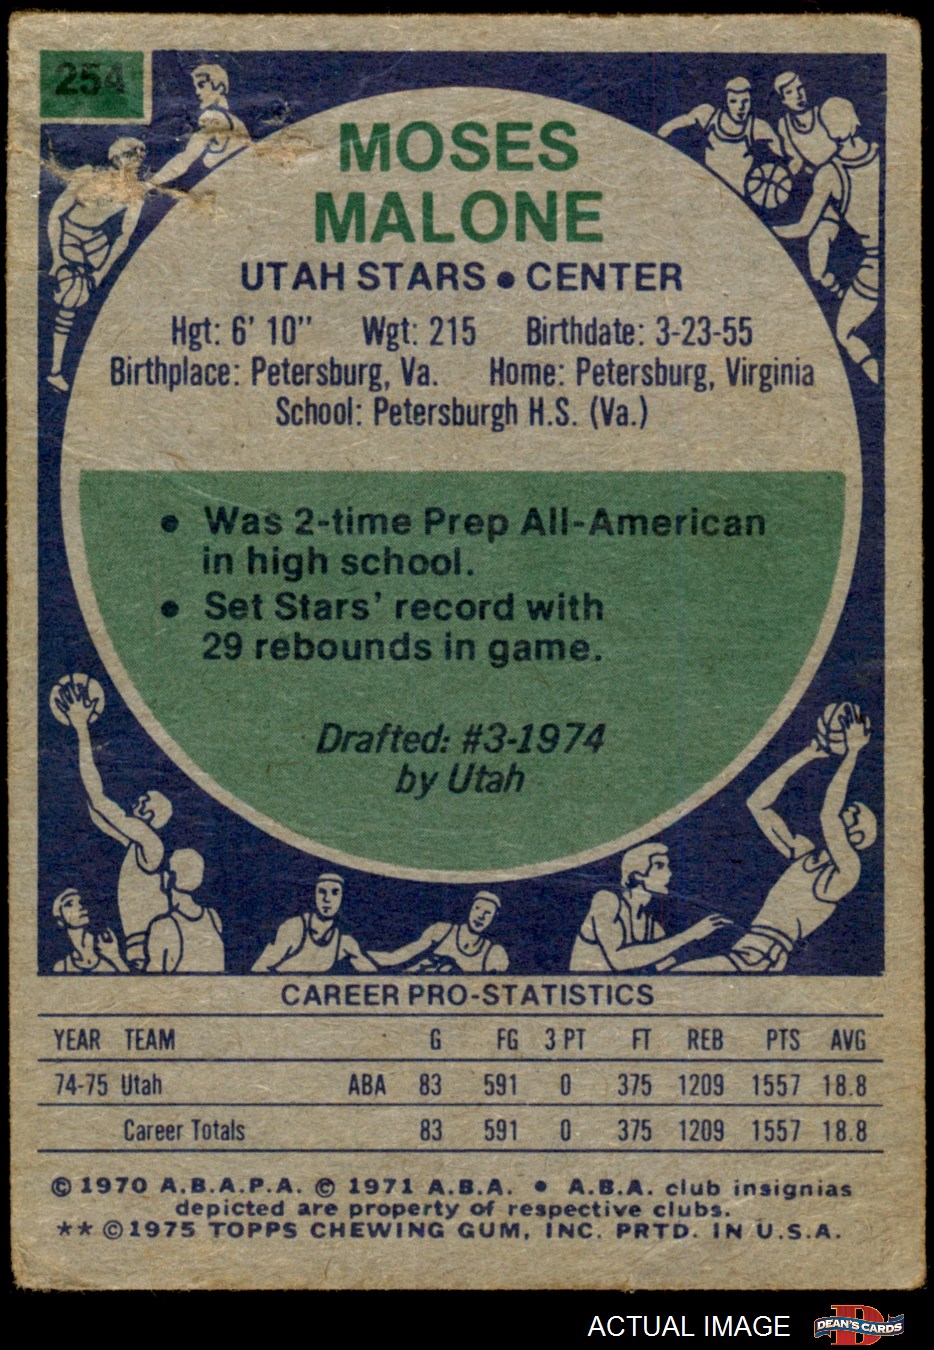 254
MOSES
MALONE
UTAH STARS • CENTER
Hgt: 6' 10" Wgt: 215 Birthdate: 3-23-55
Birthplace: Petersburg, Va. Home: Petersburg, Virginia
School: Petersburgh H.S. (Va.)
• Was 2-time Prep All-American
in high school.
• Set Stars' record with
29 rebounds in game.
Drafted: #3-1974
by Utah
CAREER PRO-STATISTICS
YEAR TEAM G FG 3 PT FT REB PTS AVG
74-75 Utah ABA 83 591 0 375 1209 1557 18.8
Career Totals 83 591 0 375 1209 1557 18.8
© 1970 A.B.A.P.A. © 1971 A.B.A. • A.B.A. club insignias
depicted are property of respective clubs.
** © 1975 TOPPS CHEWING GUM, INC. PRTD. IN U.S.A.
ACTUAL IMAGE DEAN'S CARDS